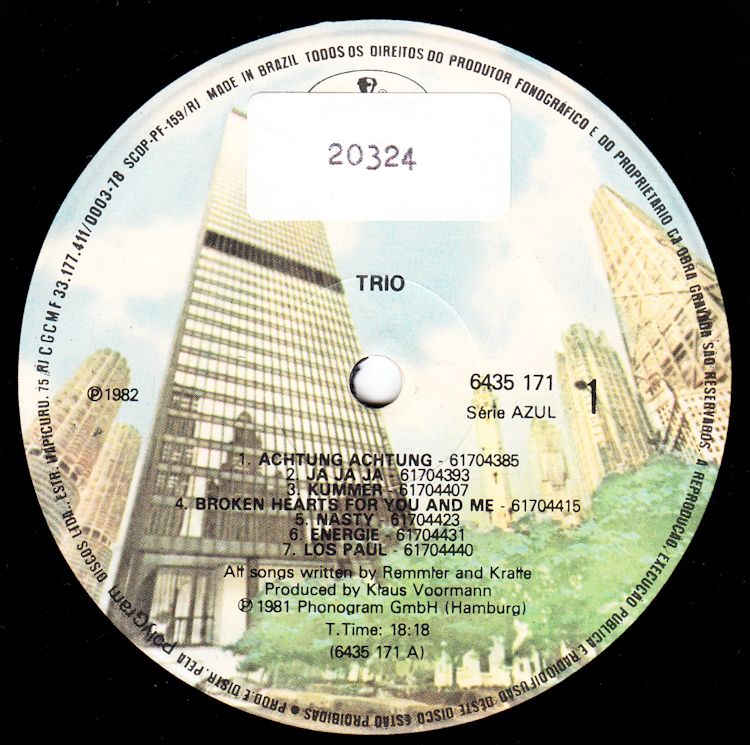 MADE IN BRAZIL TODOS OS DIREITOS DO PRODUTOR FONOGRÁFICO E DO PROPRIETÁRIO DA OBRA GRAVADA SÃO RESERVADOS. A REPRODUÇÃO, EXECUÇÃO PÚBLICA E RADIODIFUSÃO DESTE DISCO ESTÃO PROIBIDAS • PROD. E DISTR. PELA polyGram DISCOS LTDA., ESTR. ITAPICURU, 75/RJ CGCMF 33.177.411/0003-78 SCDP-PF-159/RJ
20324
TRIO
℗1982
6435 171 1
Série AZUL
1. ACHTUNG ACHTUNG - 61704385
2. JA JA JA - 61704393
3. KUMMER - 61704407
4. BROKEN HEARTS FOR YOU AND ME - 61704415
5. NASTY - 61704423
6. ENERGIE - 61704431
7. LOS PAUL - 61704440
All songs written by Remmler and Kralle
Produced by Klaus Voormann
℗ 1981 Phonogram GmbH (Hamburg)
T.Time: 18:18
(6435 171 A)